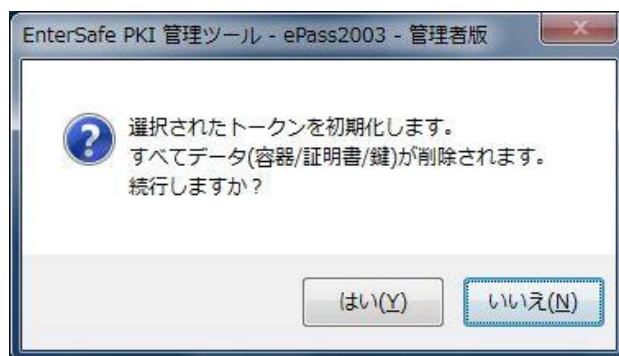 EnterSafe PKI 管理ツール - ePass2003 - 管理者版
選択されたトークンを初期化します。
すべてデータ(容器/証明書/鍵)が削除されます。
続行しますか？
はい(Y)
いいえ(N)